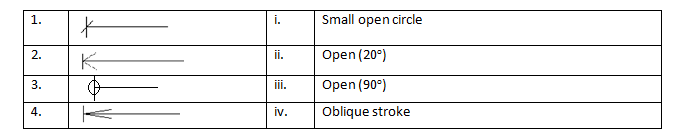 1. i. Small open circle
2. ii. Open (20°)
3. iii. Open (90°)
4. iv. Oblique stroke